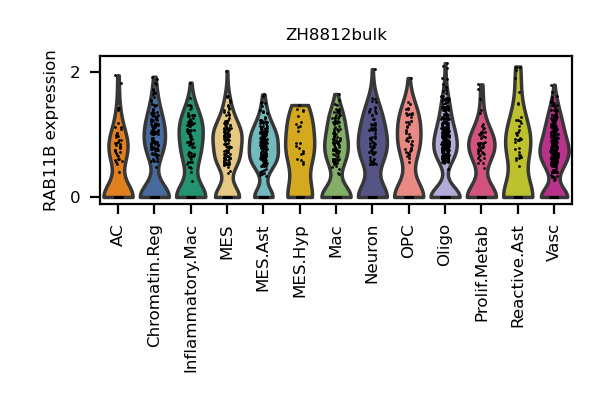 ZH8812bulk
RAB11B expression
2
0
AC
Chromatin.Reg
Inflammatory.Mac
MES
MES.Ast
MES.Hyp
Mac
Neuron
OPC
Oligo
Prolif.Metab
Reactive.Ast
Vasc